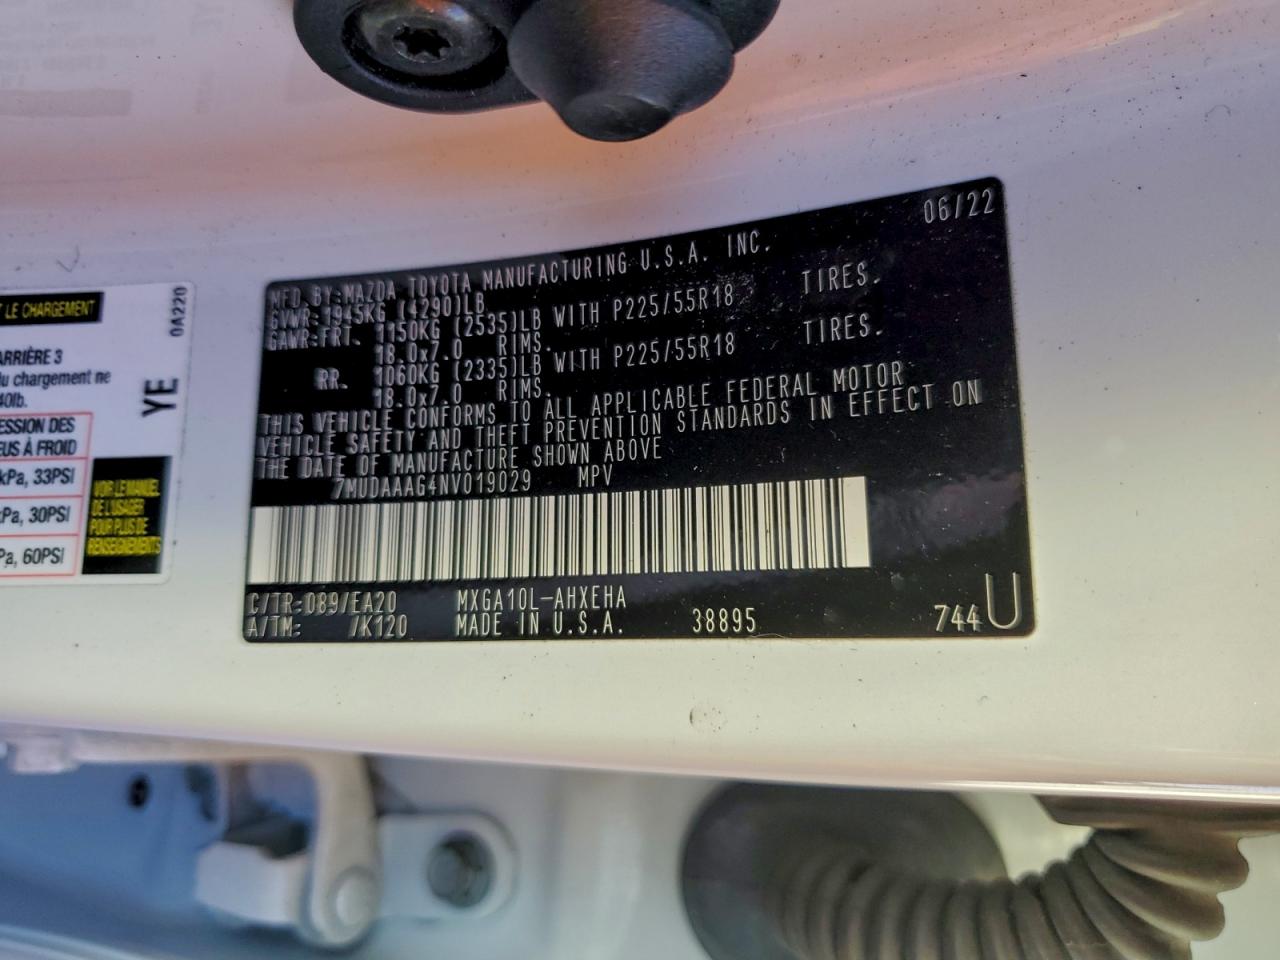 06/22
MFD.BY:MAZDA TOYOTA MANUFACTURING U.S.A. INC.
GVWR:1945KG (4290)LB
GAWR:FRT. 1150KG (2535)LB WITH P225/55R18 TIRES.
18.0x7.0 RIMS.
RR. 1060KG (2335)LB WITH P225/55R18 TIRES.
18.0x7.0 RIMS.
THIS VEHICLE CONFORMS TO ALL APPLICABLE FEDERAL MOTOR
VEHICLE SAFETY AND THEFT PREVENTION STANDARDS IN EFFECT ON
THE DATE OF MANUFACTURE SHOWN ABOVE
7MUDAAAG4NV019029 MPV
C/TR:089/EA20 MXGA10L-AHXEHA
A/TM: /K120 MADE IN U.S.A. 38895 744U
LE CHARGEMENT
0A220
ARRIÈRE 3
du chargement ne
40lb.
YE
ESSION DES
EUS À FROID
kPa, 33PSI
kPa, 30PSI
Pa, 60PSI
VOIR LE MANUEL
DE L'USAGER
POUR PLUS DE
RENSEIGNEMENTS